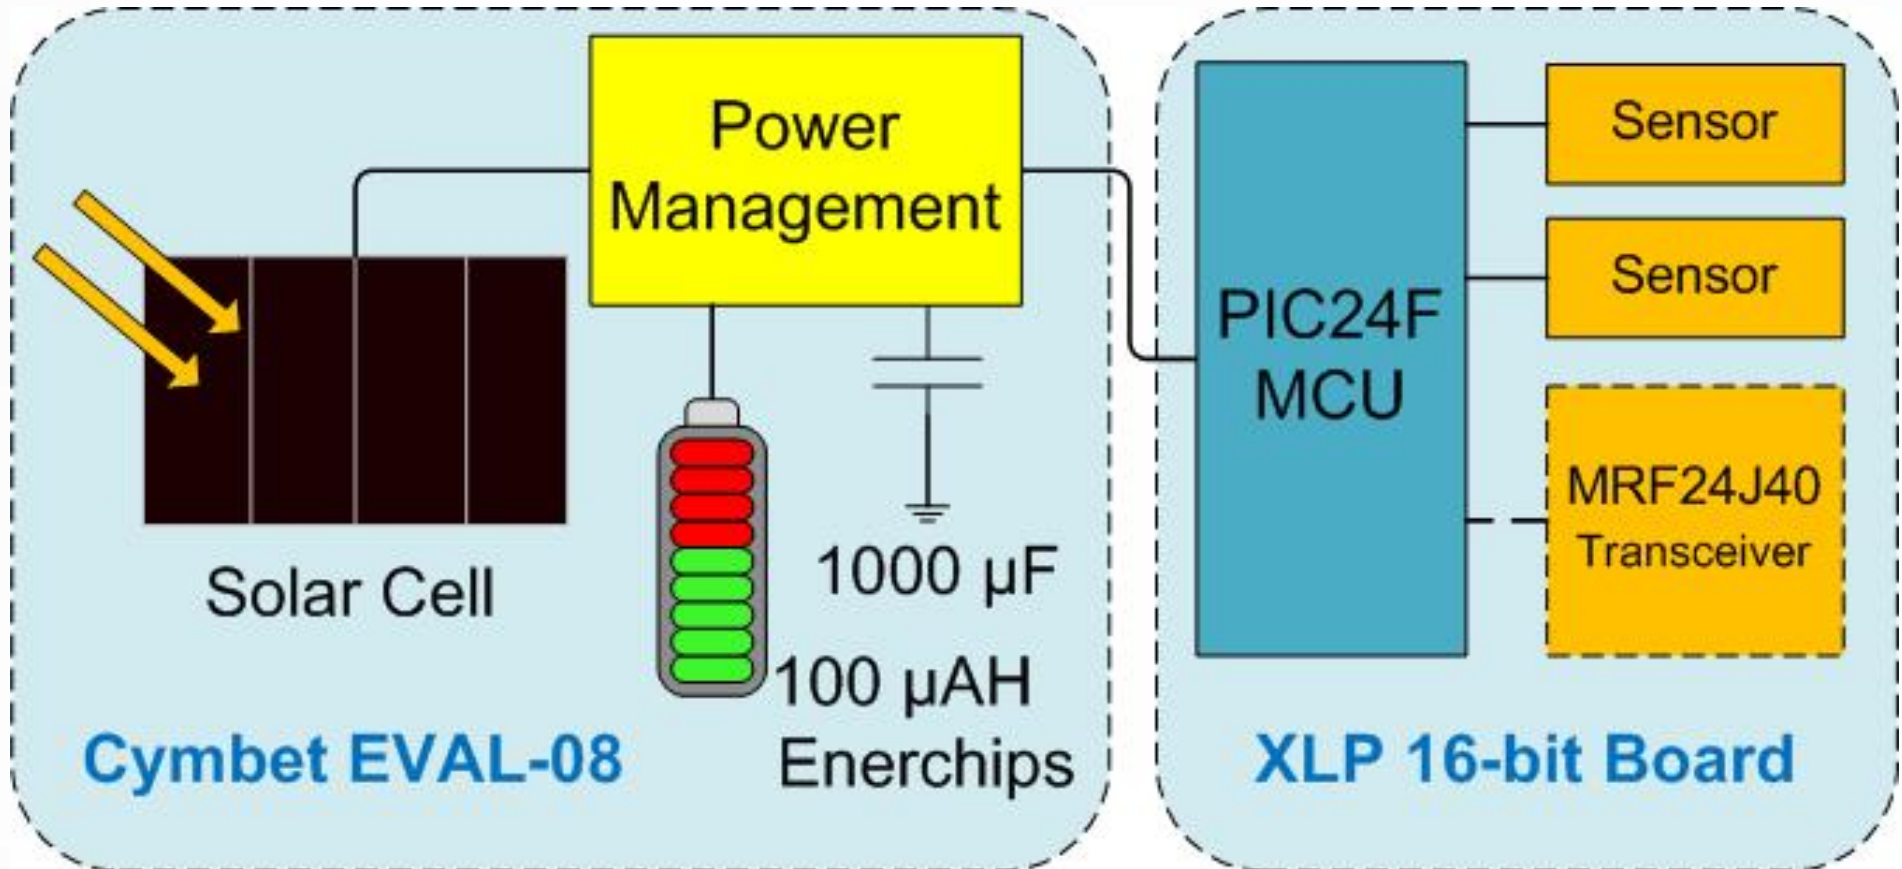 Power
Management
Solar Cell
1000 µF
100 µAH
Enerchips
Cymbet EVAL-08
PIC24F
MCU
Sensor
Sensor
MRF24J40
Transceiver
XLP 16-bit Board